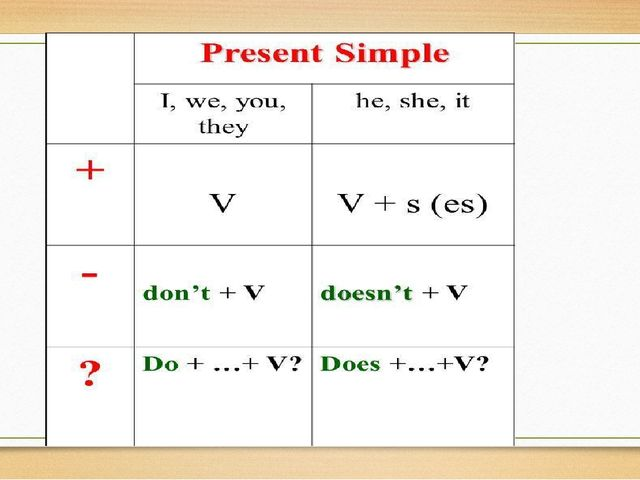 Present Simple
I, we, you,
they
he, she, it
+
V
V + s (es)
-
don’t + V
doesn’t + V
?
Do + …+ V?
Does +…+V?